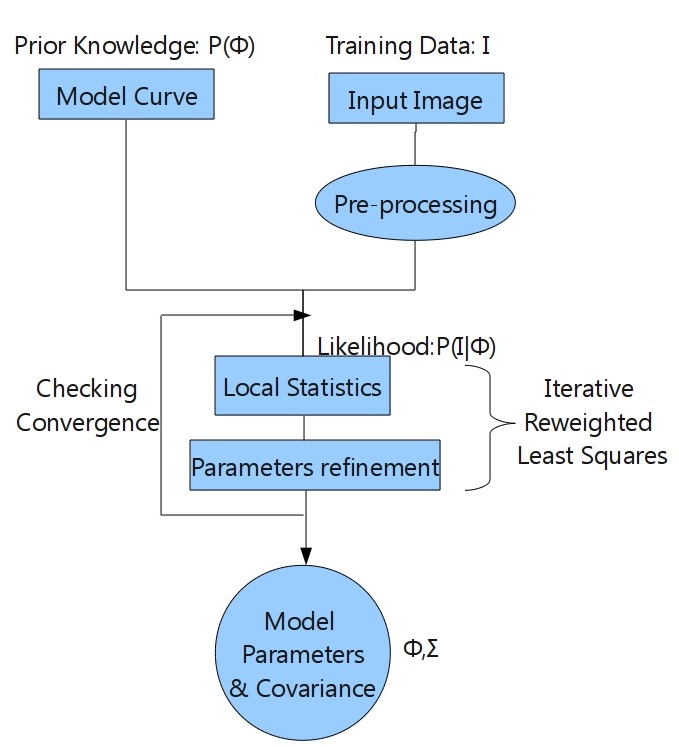 Prior Knowledge: P(Φ)
Training Data: I
Model Curve
Input Image
Pre-processing
Likelihood:P(I|Φ)
Checking
Convergence
Local Statistics
Parameters refinement
Iterative
Reweighted
Least Squares
Model
Parameters
& Covariance
Φ,Σ